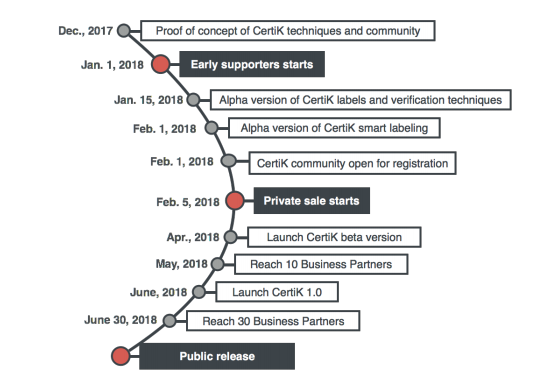 Dec., 2017 Proof of concept of CertiK techniques and community
Jan. 1, 2018 Early supporters starts
Jan. 15, 2018 Alpha version of CertiK labels and verification techniques
Feb. 1, 2018 Alpha version of CertiK smart labeling
Feb. 1, 2018 CertiK community open for registration
Feb. 5, 2018 Private sale starts
Apr., 2018 Launch CertiK beta version
May, 2018 Reach 10 Business Partners
June, 2018 Launch CertiK 1.0
June 30, 2018 Reach 30 Business Partners
Public release